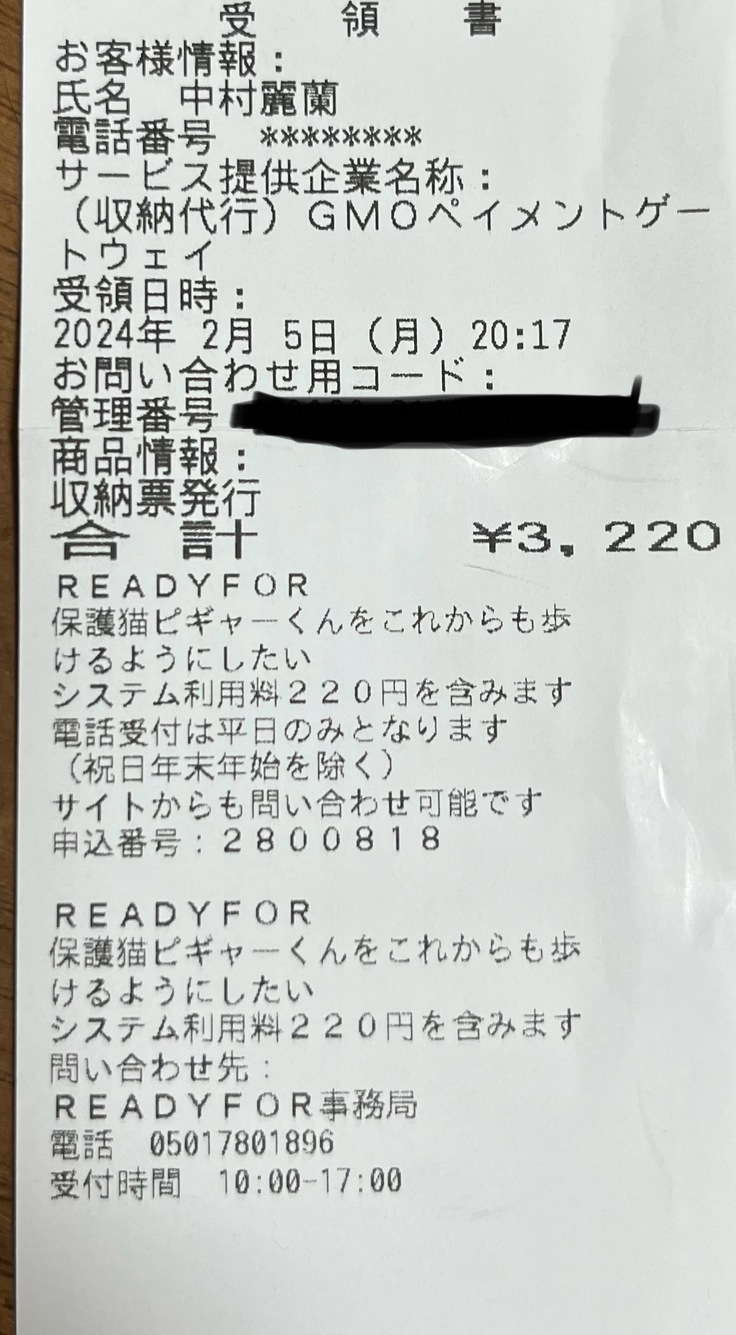 受　領　書
お客様情報：
氏名　中村麗蘭
電話番号　********
サービス提供企業名称：
（収納代行）ＧＭＯペイメントゲー
トウェイ
受領日時：
2024年 2月 5日（月）20:17
お問い合わせ用コード：
管理番号
商品情報：
収納票発行
合　計　¥3,220
ＲＥＡＤＹＦＯＲ
保護猫ピギャーくんをこれからも歩
けるようにしたい
システム利用料２２０円を含みます
電話受付は平日のみとなります
（祝日年末年始を除く）
サイトからも問い合わせ可能です
申込番号：２８００８１８
ＲＥＡＤＹＦＯＲ
保護猫ピギャーくんをこれからも歩
けるようにしたい
システム利用料２２０円を含みます
問い合わせ先：
ＲＥＡＤＹＦＯＲ事務局
電話　05017801896
受付時間　10:00-17:00